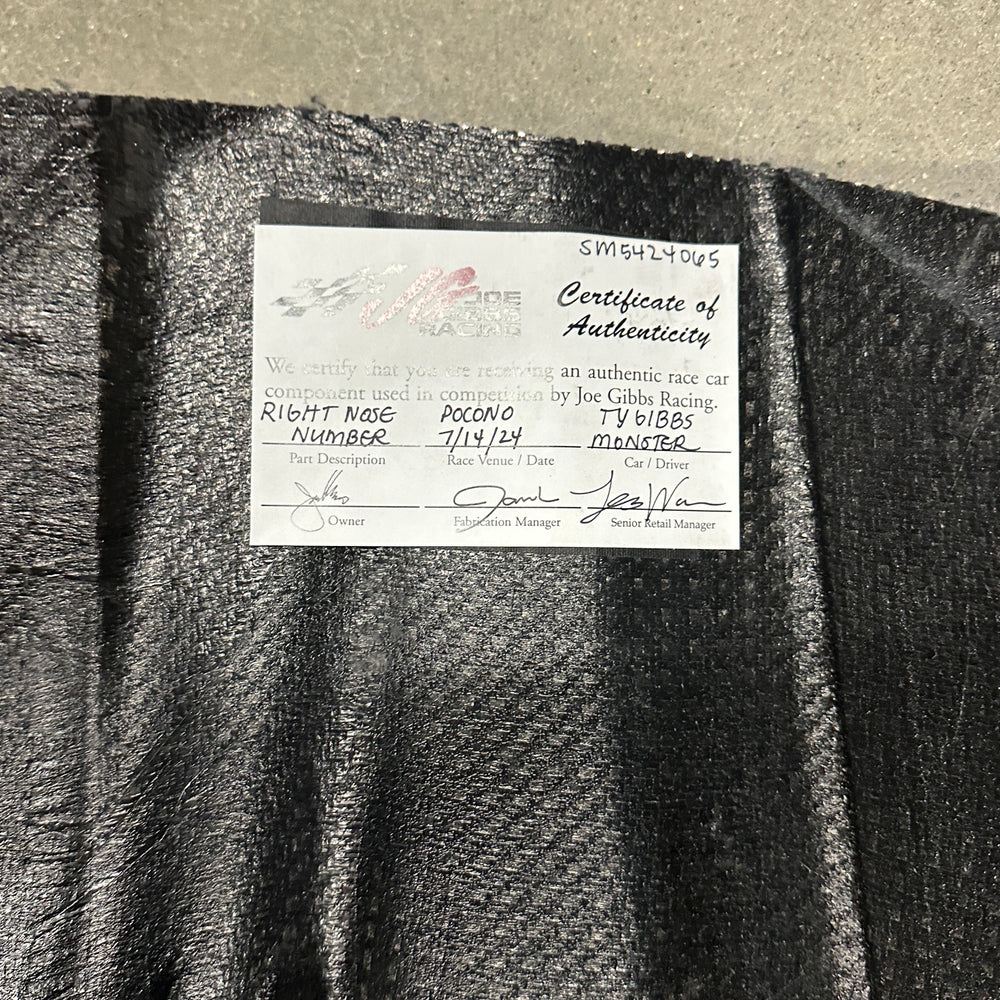 SM5424065
JOE
GIBBS
RACING
Certificate of
Authenticity
We certify that you are receiving an authentic race car
component used in competition by Joe Gibbs Racing.
RIGHT NOSE
NUMBER
POCONO
7/14/24
TY GIBBS
MONSTER
Part Description
Race Venue / Date
Car / Driver
Owner
Fabrication Manager
Senior Retail Manager